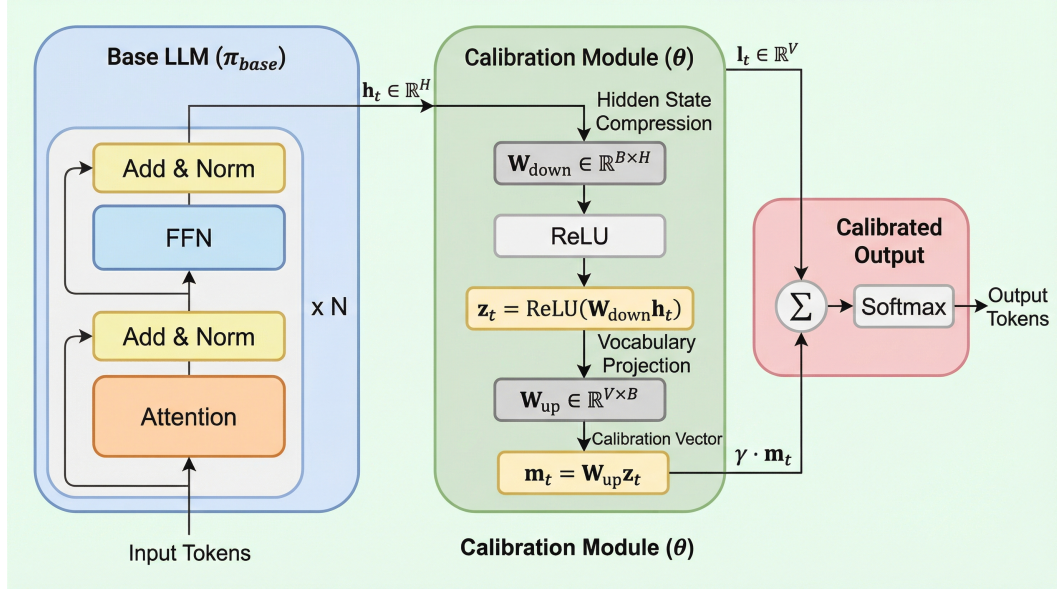 Base LLM (π_base)
Add & Norm
FFN
Add & Norm
Attention
x N
Input Tokens
h_t ∈ ℝ^H
Calibration Module (θ)
Hidden State
Compression
W_down ∈ ℝ^{B×H}
ReLU
z_t = ReLU(W_down h_t)
Vocabulary
Projection
W_up ∈ ℝ^{V×B}
Calibration Vector
m_t = W_up z_t
Calibration Module (θ)
l_t ∈ ℝ^V
γ · m_t
Calibrated
Output
Σ
Softmax
Output
Tokens